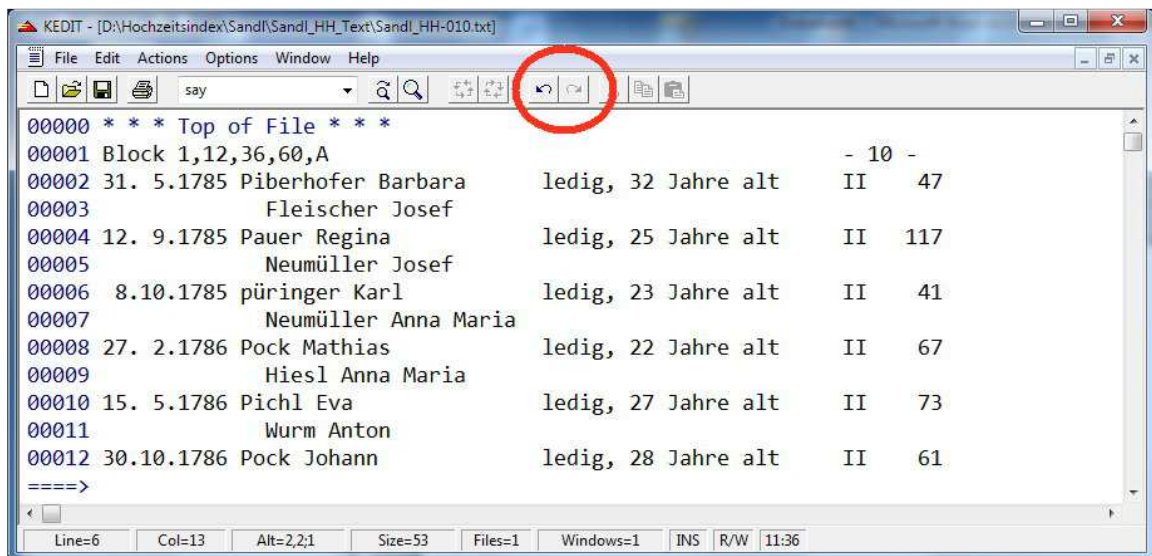 KEDIT - [D:\Hochzeitsindex\Sandl\Sandl_HH_Text\Sandl_HH-010.txt]
File Edit Actions Options Window Help
say
00000 * * * Top of File * * *
00001 Block 1,12,36,60,A - 10 -
00002 31. 5.1785 Piberhofer Barbara ledig, 32 Jahre alt II 47
00003 Fleischer Josef
00004 12. 9.1785 Pauer Regina ledig, 25 Jahre alt II 117
00005 Neumüller Josef
00006 8.10.1785 püringer Karl ledig, 23 Jahre alt II 41
00007 Neumüller Anna Maria
00008 27. 2.1786 Pock Mathias ledig, 22 Jahre alt II 67
00009 Hiesl Anna Maria
00010 15. 5.1786 Pichl Eva ledig, 27 Jahre alt II 73
00011 Wurm Anton
00012 30.10.1786 Pock Johann ledig, 28 Jahre alt II 61
====>
Line=6 Col=13 Alt=2,2;1 Size=53 Files=1 Windows=1 INS R/W 11:36